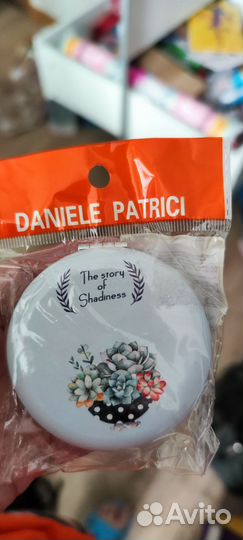 DANIELE PATRICI
The story
of
Shadiness
Avito